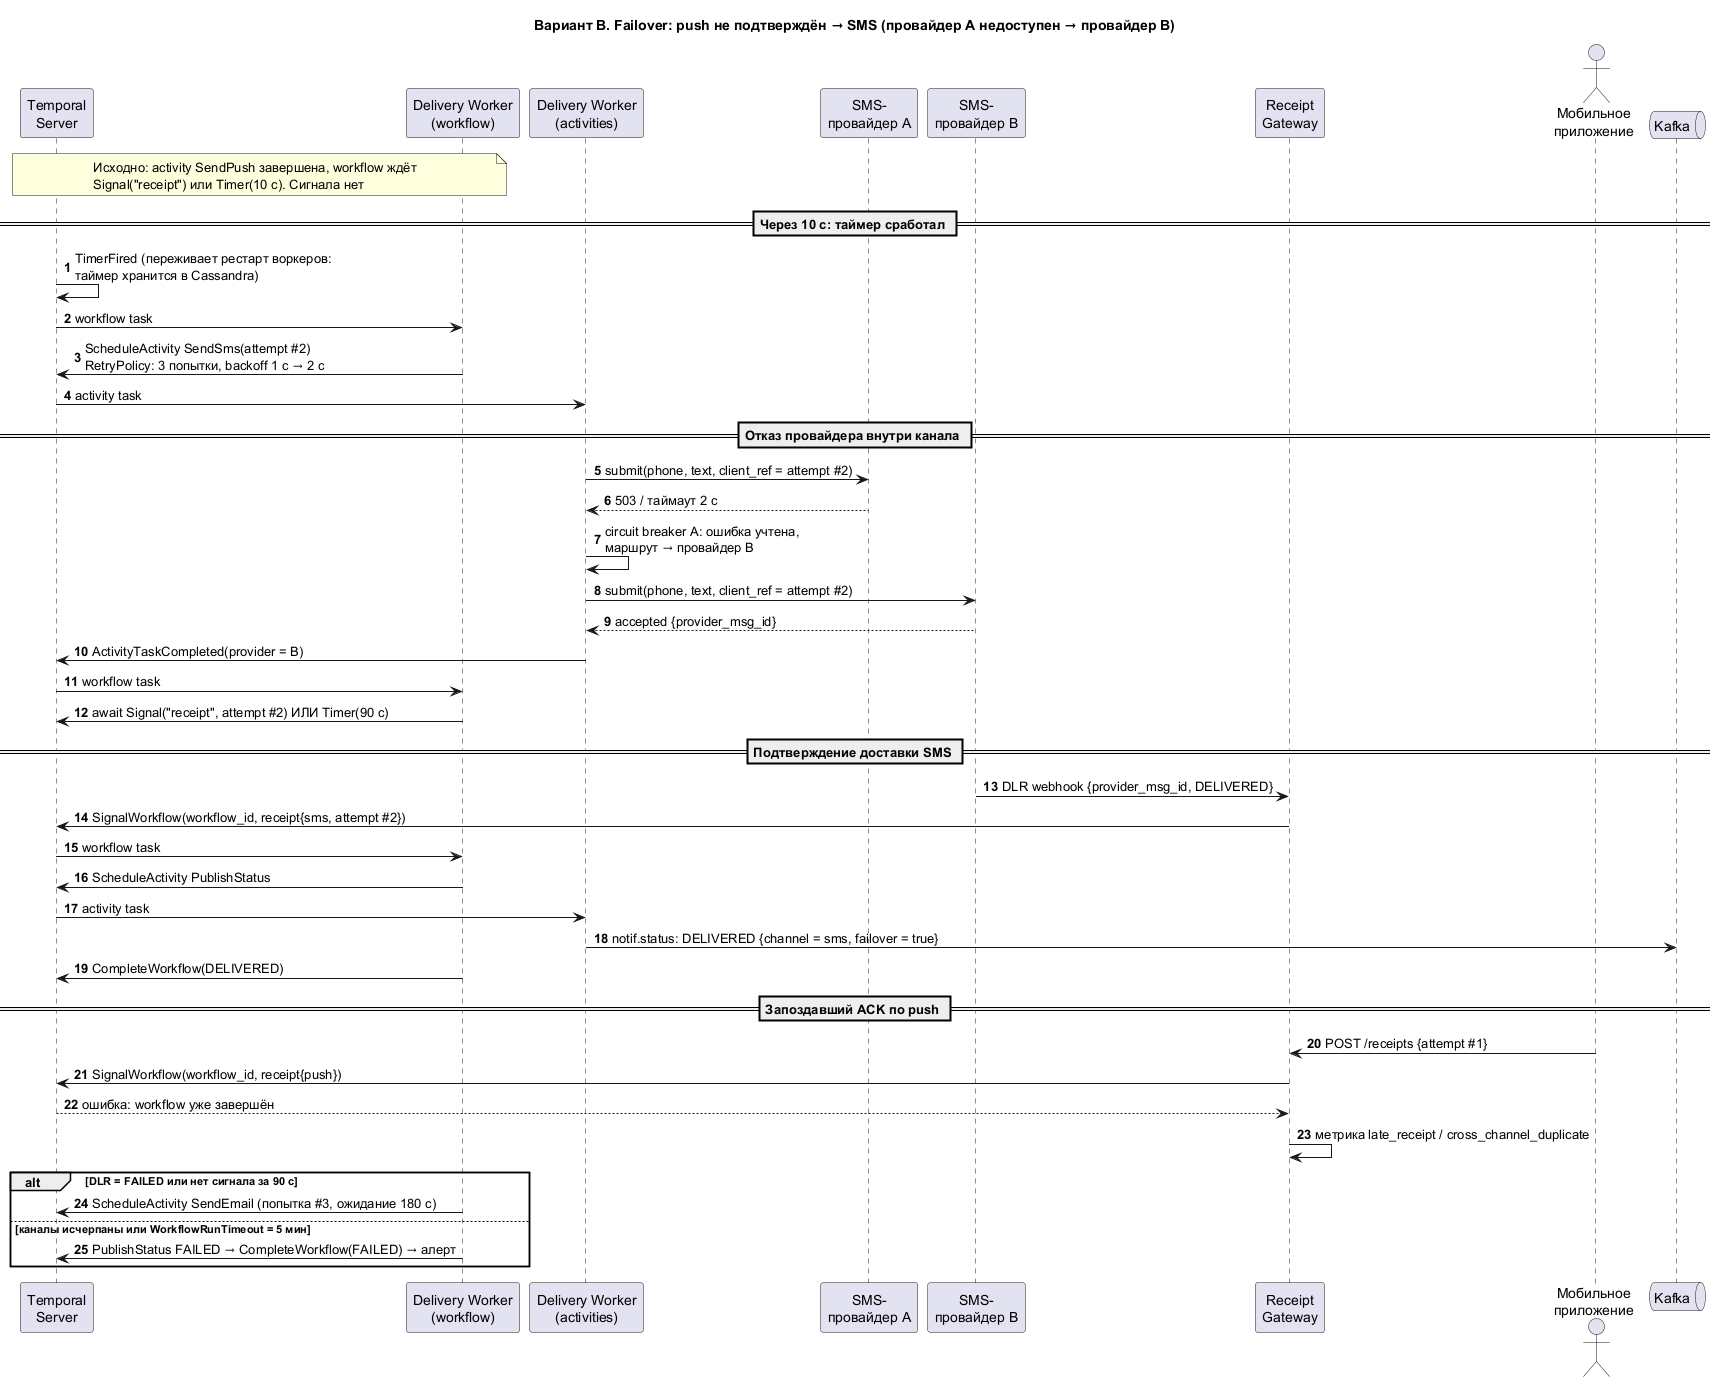 Вариант B. Failover: push не подтверждён → SMS (провайдер A недоступен → провайдер B)
Temporal
Server
Delivery Worker
(workflow)
Delivery Worker
(activities)
SMS-
провайдер A
SMS-
провайдер B
Receipt
Gateway
Мобильное
приложение
Kafka
Исходно: activity SendPush завершена, workflow ждёт
Signal("receipt") или Timer(10 с). Сигнала нет
Через 10 с: таймер сработал
1 TimerFired (переживает рестарт воркеров:
таймер хранится в Cassandra)
2 workflow task
3 ScheduleActivity SendSms(attempt #2)
RetryPolicy: 3 попытки, backoff 1 с → 2 с
4 activity task
Отказ провайдера внутри канала
5 submit(phone, text, client_ref = attempt #2)
6 503 / таймаут 2 с
7 circuit breaker A: ошибка учтена,
маршрут → провайдер B
8 submit(phone, text, client_ref = attempt #2)
9 accepted {provider_msg_id}
10 ActivityTaskCompleted(provider = B)
11 workflow task
12 await Signal("receipt", attempt #2) ИЛИ Timer(90 с)
Подтверждение доставки SMS
13 DLR webhook {provider_msg_id, DELIVERED}
14 SignalWorkflow(workflow_id, receipt{sms, attempt #2})
15 workflow task
16 ScheduleActivity PublishStatus
17 activity task
18 notif.status: DELIVERED {channel = sms, failover = true}
19 CompleteWorkflow(DELIVERED)
Запоздавший ACK по push
20 POST /receipts {attempt #1}
21 SignalWorkflow(workflow_id, receipt{push})
22 ошибка: workflow уже завершён
23 метрика late_receipt / cross_channel_duplicate
alt [DLR = FAILED или нет сигнала за 90 с]
24 ScheduleActivity SendEmail (попытка #3, ожидание 180 с)
[каналы исчерпаны или WorkflowRunTimeout = 5 мин]
25 PublishStatus FAILED → CompleteWorkflow(FAILED) → алерт
Temporal
Server
Delivery Worker
(workflow)
Delivery Worker
(activities)
SMS-
провайдер A
SMS-
провайдер B
Receipt
Gateway
Мобильное
приложение
Kafka